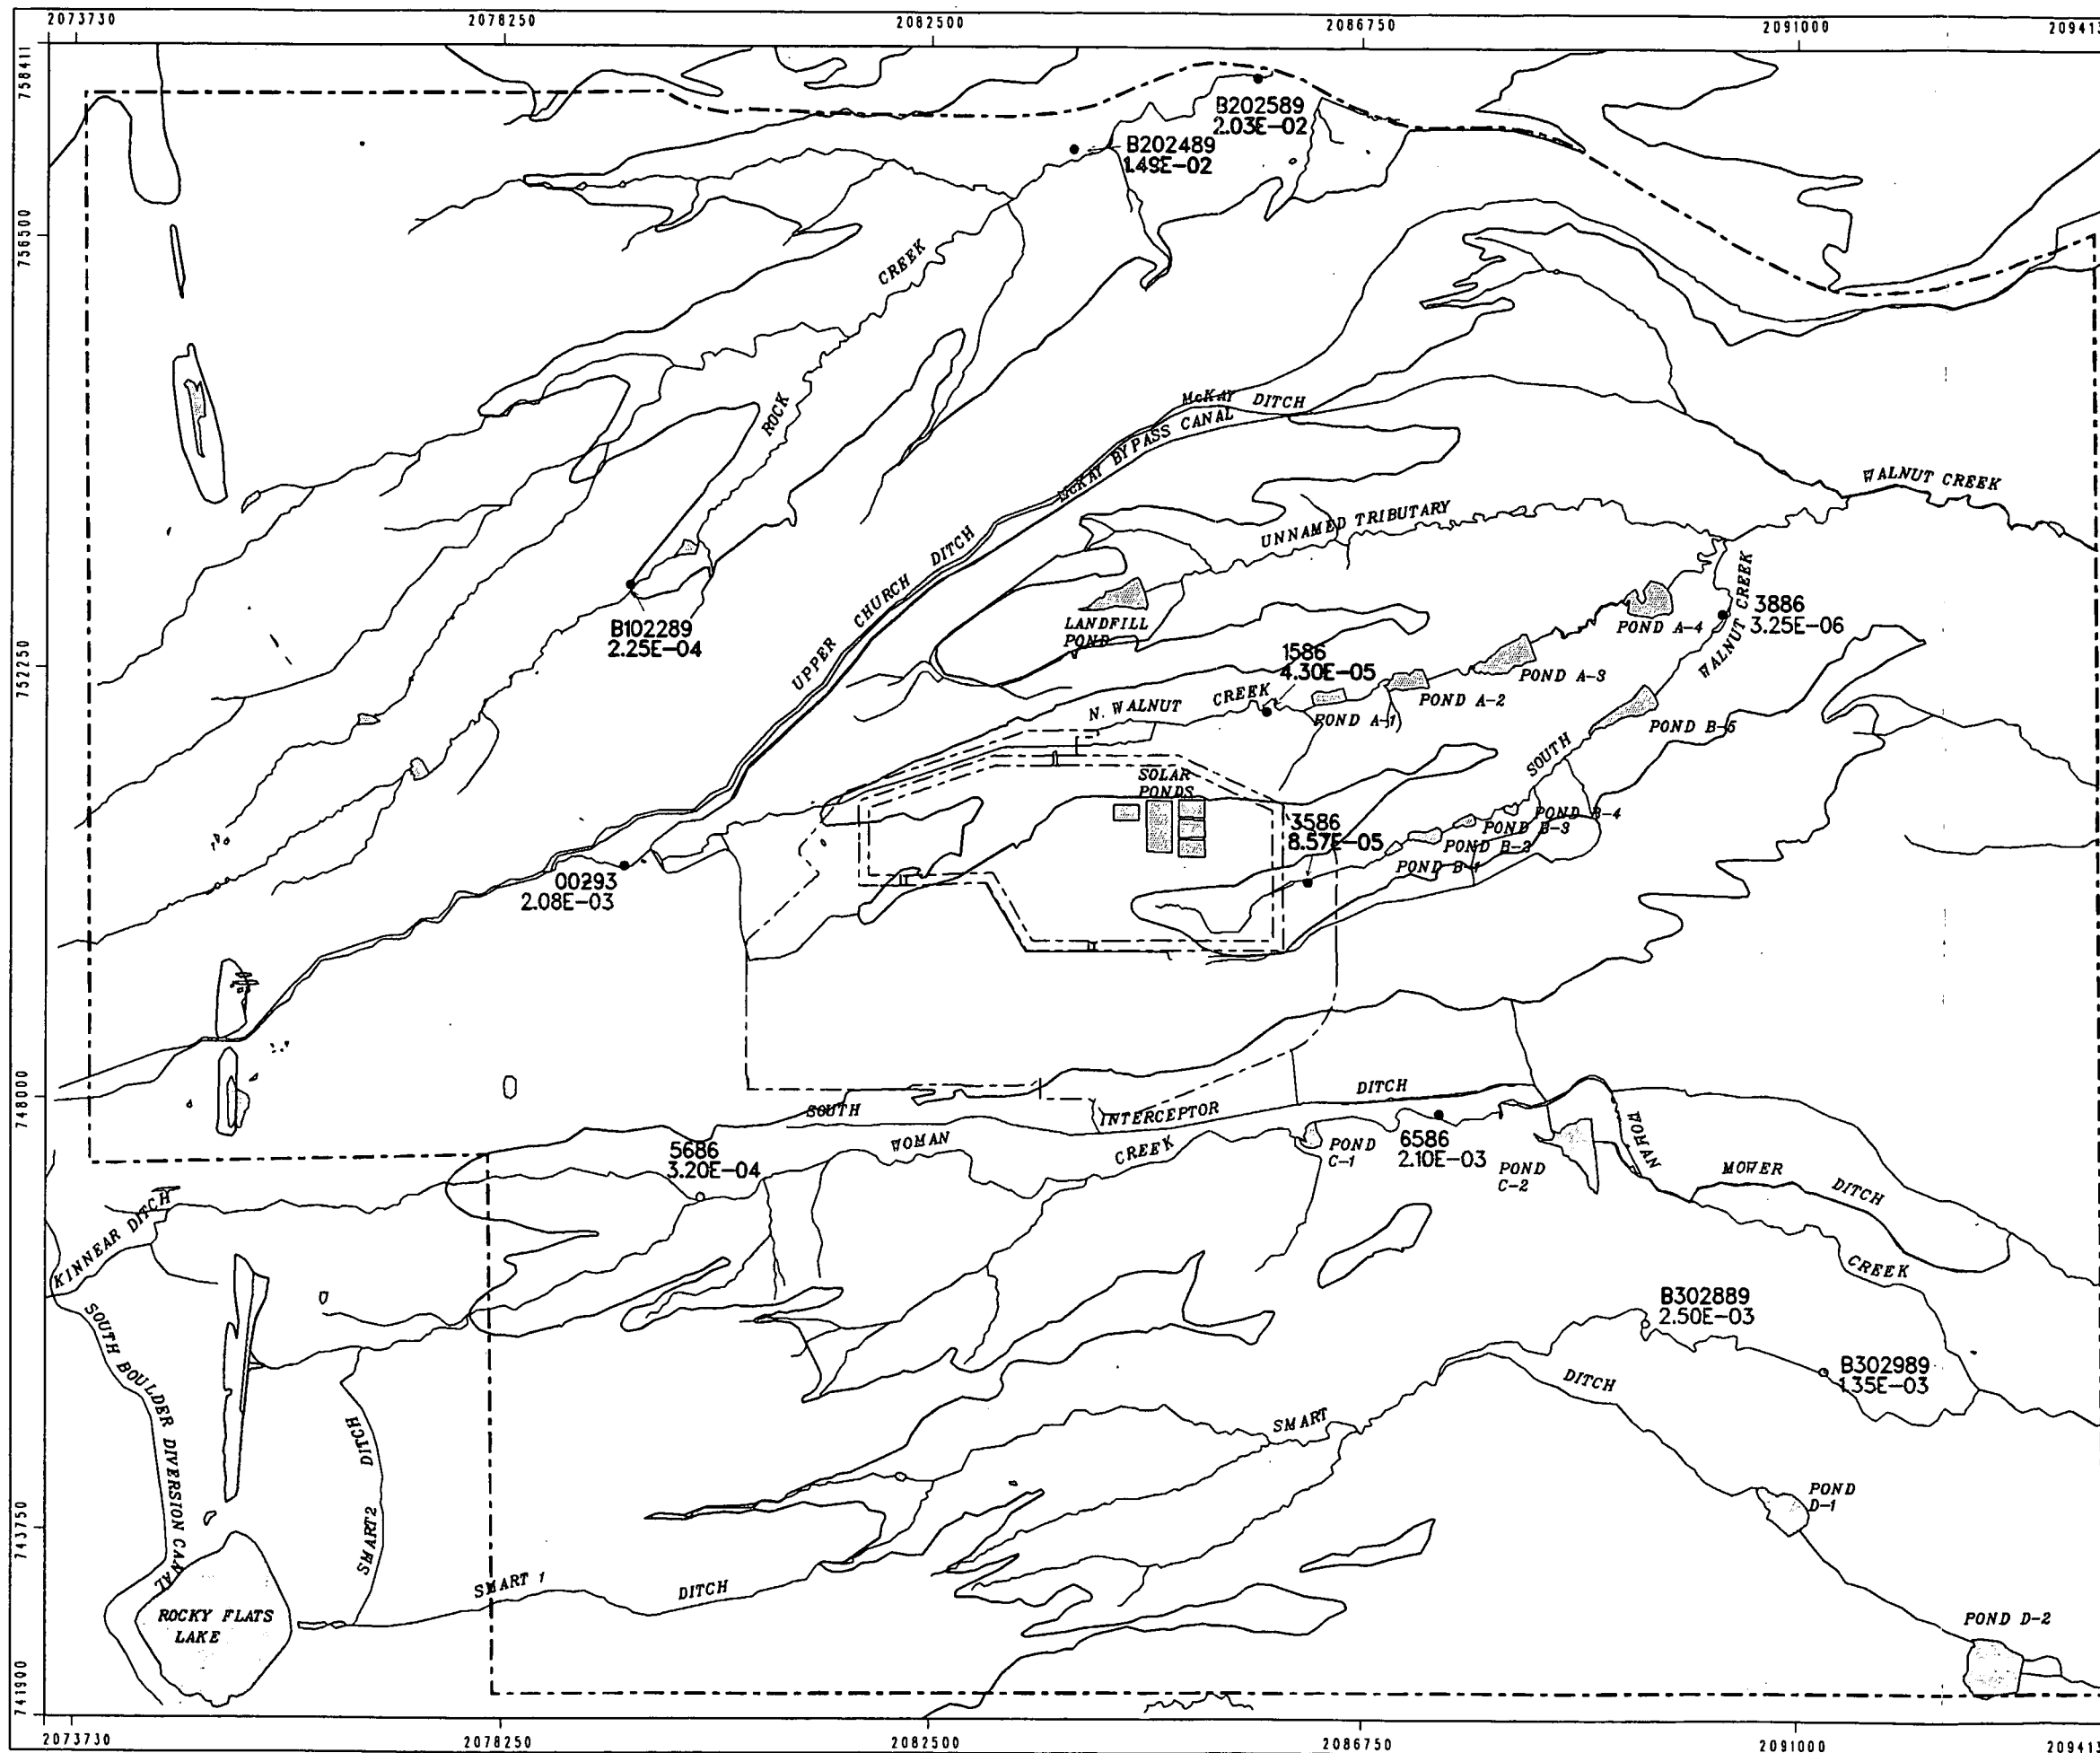 2073730 2078250 2082500 2086750 2091000 209413
758411
756500
75250
748000
743750
741900
B202589
2.03E-02
B202489
1.49E-02
CREEK
ROCK
McKAY DITCH
McKAY BYPASS CANAL
WALNUT CREEK
UNNAMED TRIBUTARY
UPPER CHURCH DITCH
B102289
2.25E-04
LANDFILL
POND
POND A-4
3886
3.25E-06
WALNUT CREEK
1586
4.30E-05
POND A-3
POND A-2
POND A-1
N. WALNUT CREEK
POND B-5
SOUTH
SOLAR
PONDS
POND B-4
POND B-3
POND B-2
POND B-1
3586
8.57E-05
00293
2.08E-03
SOUTH INTERCEPTOR DITCH
WOMAN CREEK
5686
3.20E-04
POND
C-1
6586
2.10E-03
POND
C-2
WOMAN
MOWER DITCH
CREEK
KINNEAR DITCH
SOUTH BOULDER DIVERSION CANAL
B302889
2.50E-03
B302989
1.35E-03
DITCH
SMART
SMART2
DITCH
SMART 1 DITCH
POND
D-1
POND D-2
ROCKY FLATS
LAKE
2073730 2078250 2082500 2086750 2091000 209413